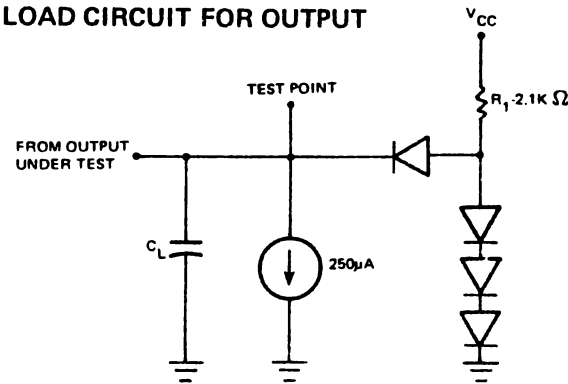 LOAD CIRCUIT FOR OUTPUT
VCC
TEST POINT
R1-2.1K Ω
FROM OUTPUT
UNDER TEST
CL
250µA